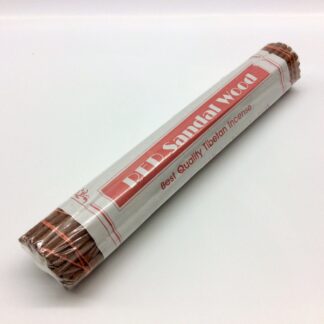 RED Sandal Wood
Best Quality Tibetan Incense